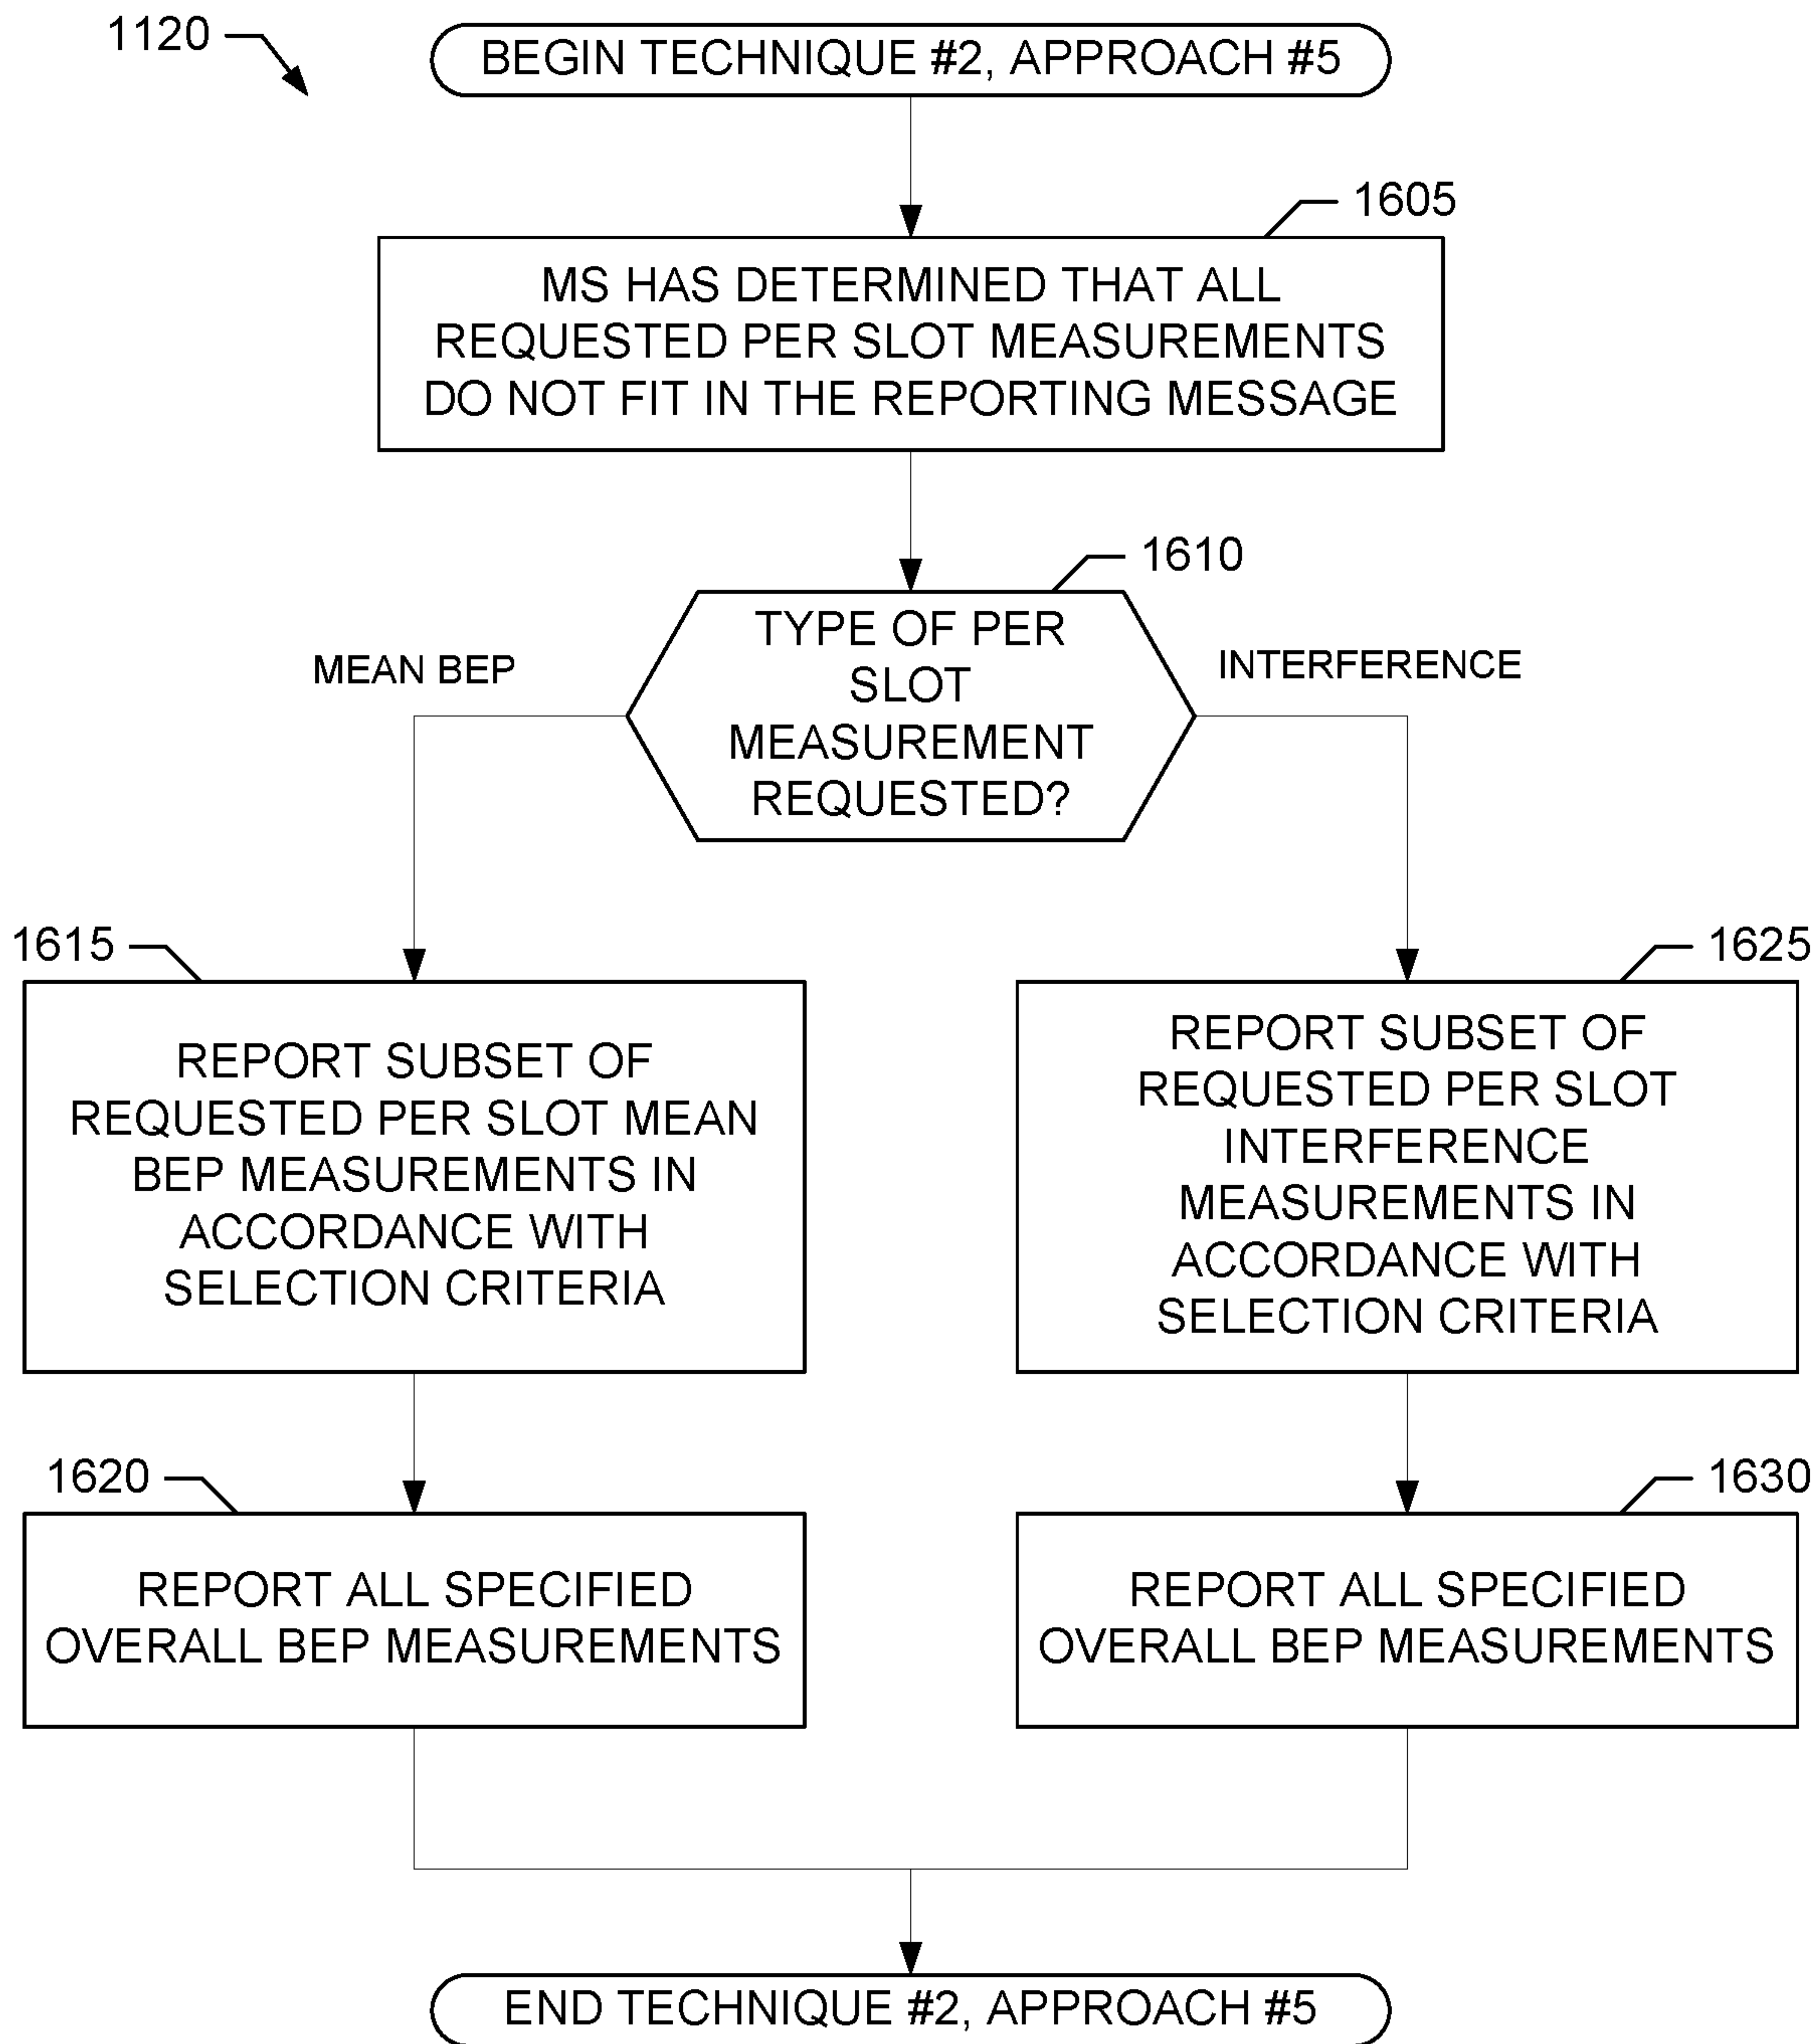 1120
BEGIN TECHNIQUE #2, APPROACH #5
1605
MS HAS DETERMINED THAT ALL
REQUESTED PER SLOT MEASUREMENTS
DO NOT FIT IN THE REPORTING MESSAGE
1610
TYPE OF PER
SLOT
MEASUREMENT
REQUESTED?
MEAN BEP
INTERFERENCE
1615
REPORT SUBSET OF
REQUESTED PER SLOT MEAN
BEP MEASUREMENTS IN
ACCORDANCE WITH
SELECTION CRITERIA
1625
REPORT SUBSET OF
REQUESTED PER SLOT
INTERFERENCE
MEASUREMENTS IN
ACCORDANCE WITH
SELECTION CRITERIA
1620
REPORT ALL SPECIFIED
OVERALL BEP MEASUREMENTS
1630
REPORT ALL SPECIFIED
OVERALL BEP MEASUREMENTS
END TECHNIQUE #2, APPROACH #5